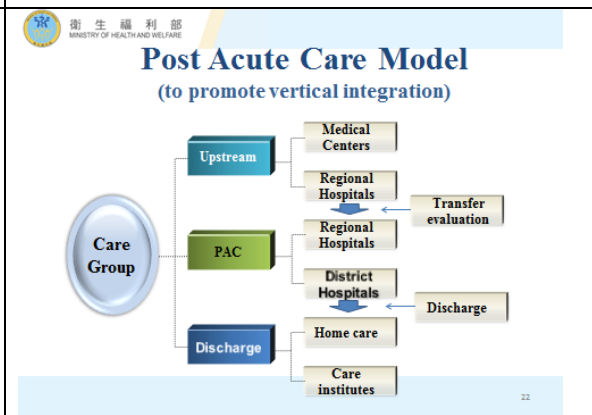 衛生福利部
MINISTRY OF HEALTH AND WELFARE
Post Acute Care Model
(to promote vertical integration)
Medical
Centers
Upstream
Regional
Hospitals
Transfer
evaluation
Regional
Hospitals
Care
Group
PAC
District
Hospitals
Discharge
Home care
Discharge
Care
institutes
22